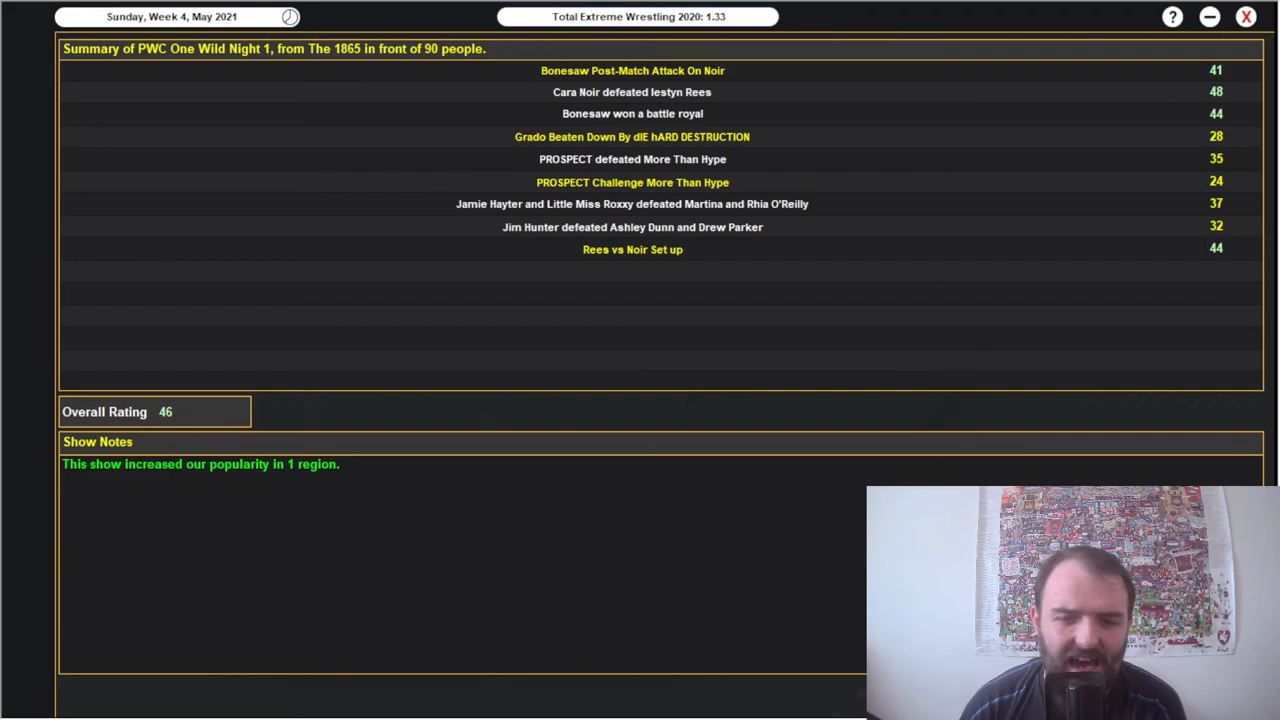 Sunday, Week 4, May 2021
Total Extreme Wrestling 2020: 1.33
?
X
Summary of PWC One Wild Night 1, from The 1865 in front of 90 people.
Bonesaw Post-Match Attack On Noir 41
Cara Noir defeated Iestyn Rees 48
Bonesaw won a battle royal 44
Grado Beaten Down By dIE hARD DESTRUCTION 28
PROSPECT defeated More Than Hype 35
PROSPECT Challenge More Than Hype 24
Jamie Hayter and Little Miss Roxxy defeated Martina and Rhia O'Reilly 37
Jim Hunter defeated Ashley Dunn and Drew Parker 32
Rees vs Noir Set up 44
Overall Rating 46
Show Notes
This show increased our popularity in 1 region.